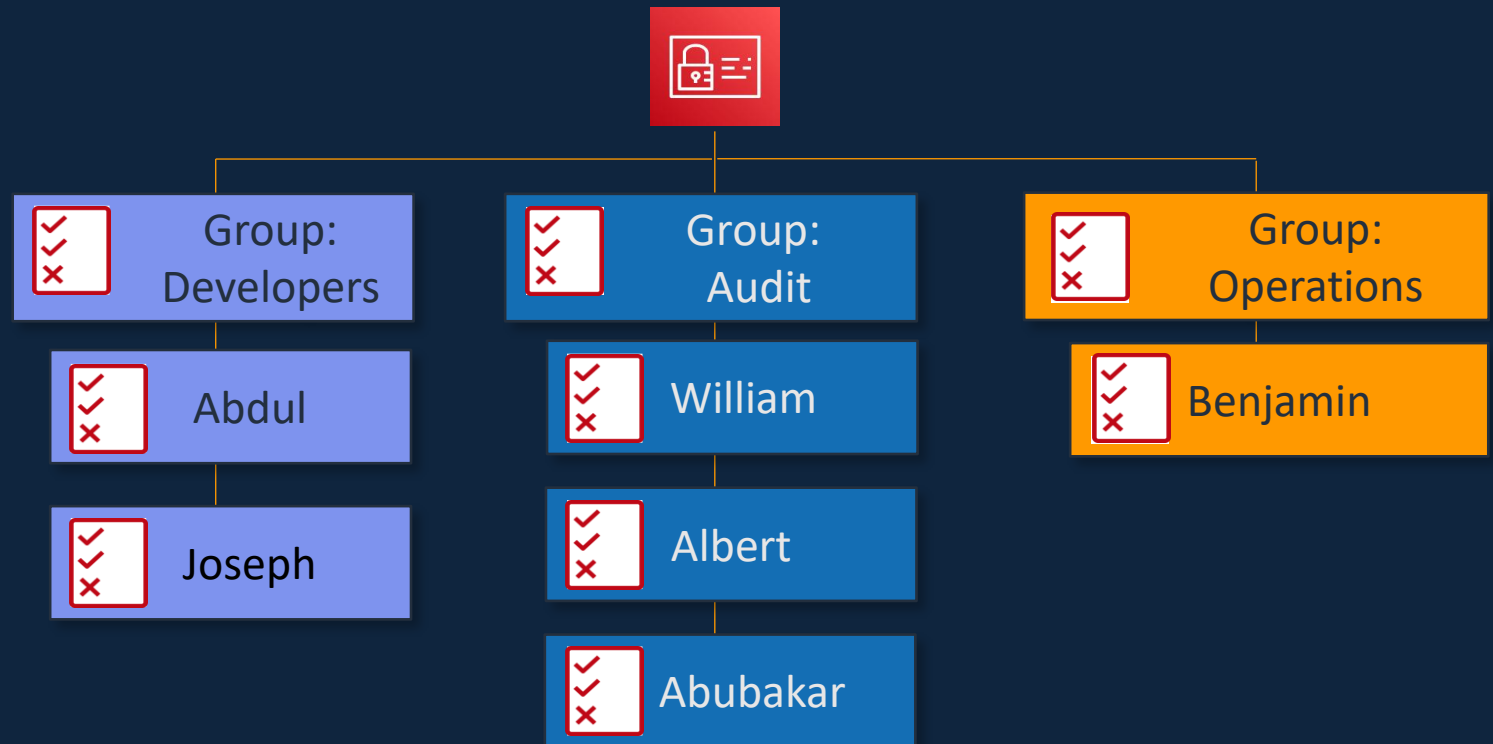 Group:
Developers
Abdul
Joseph
Group:
Audit
William
Albert
Abubakar
Group:
Operations
Benjamin